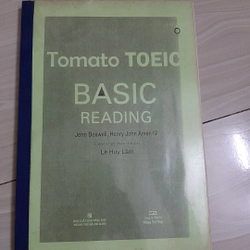 Tomato TOEIC
BASIC
READING
John Boswell, Henry John Amen IV
Lê Huy Lâm